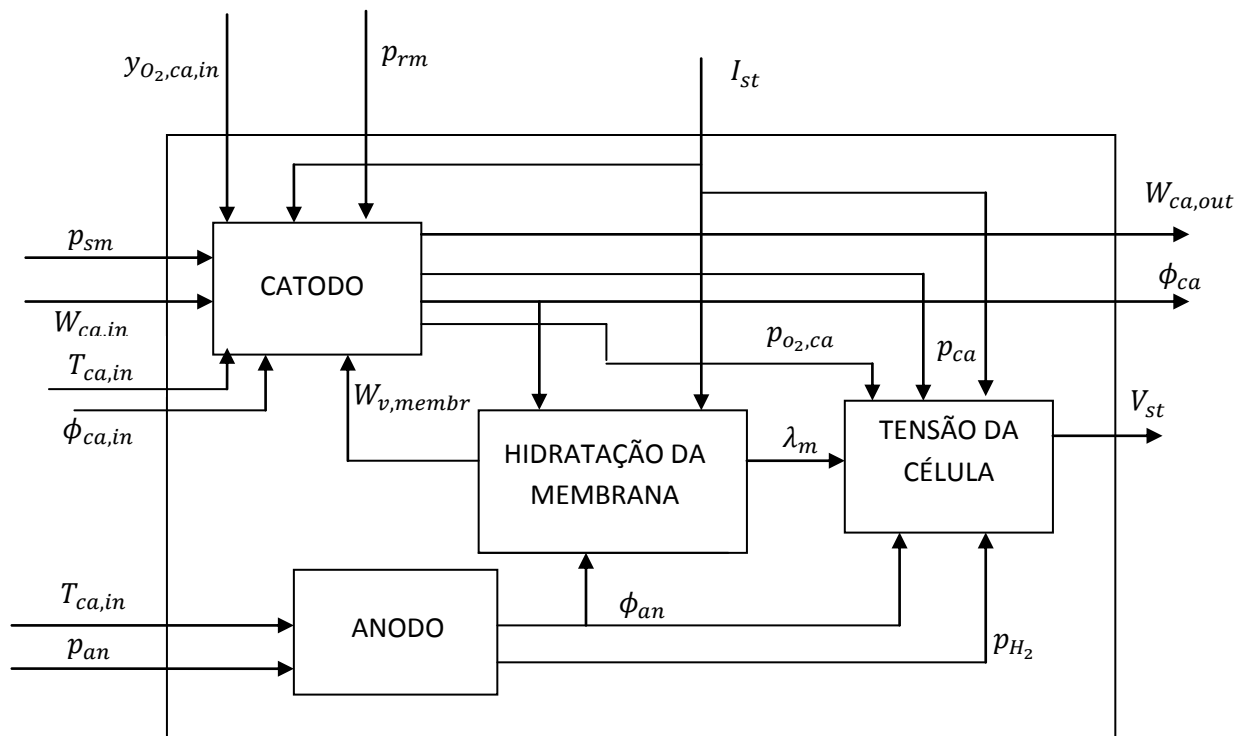 y_{O_2,ca,in}
p_{rm}
I_{st}
W_{ca,out}
p_{sm}
CATODO
ϕ_{ca}
W_{ca,in}
p_{O_2,ca}
p_{ca}
T_{ca,in}
W_{v,membr}
V_{st}
ϕ_{ca,in}
HIDRATAÇÃO DA
MEMBRANA
λ_m
TENSÃO DA
CÉLULA
T_{ca,in}
ANODO
ϕ_{an}
p_{an}
p_{H_2}